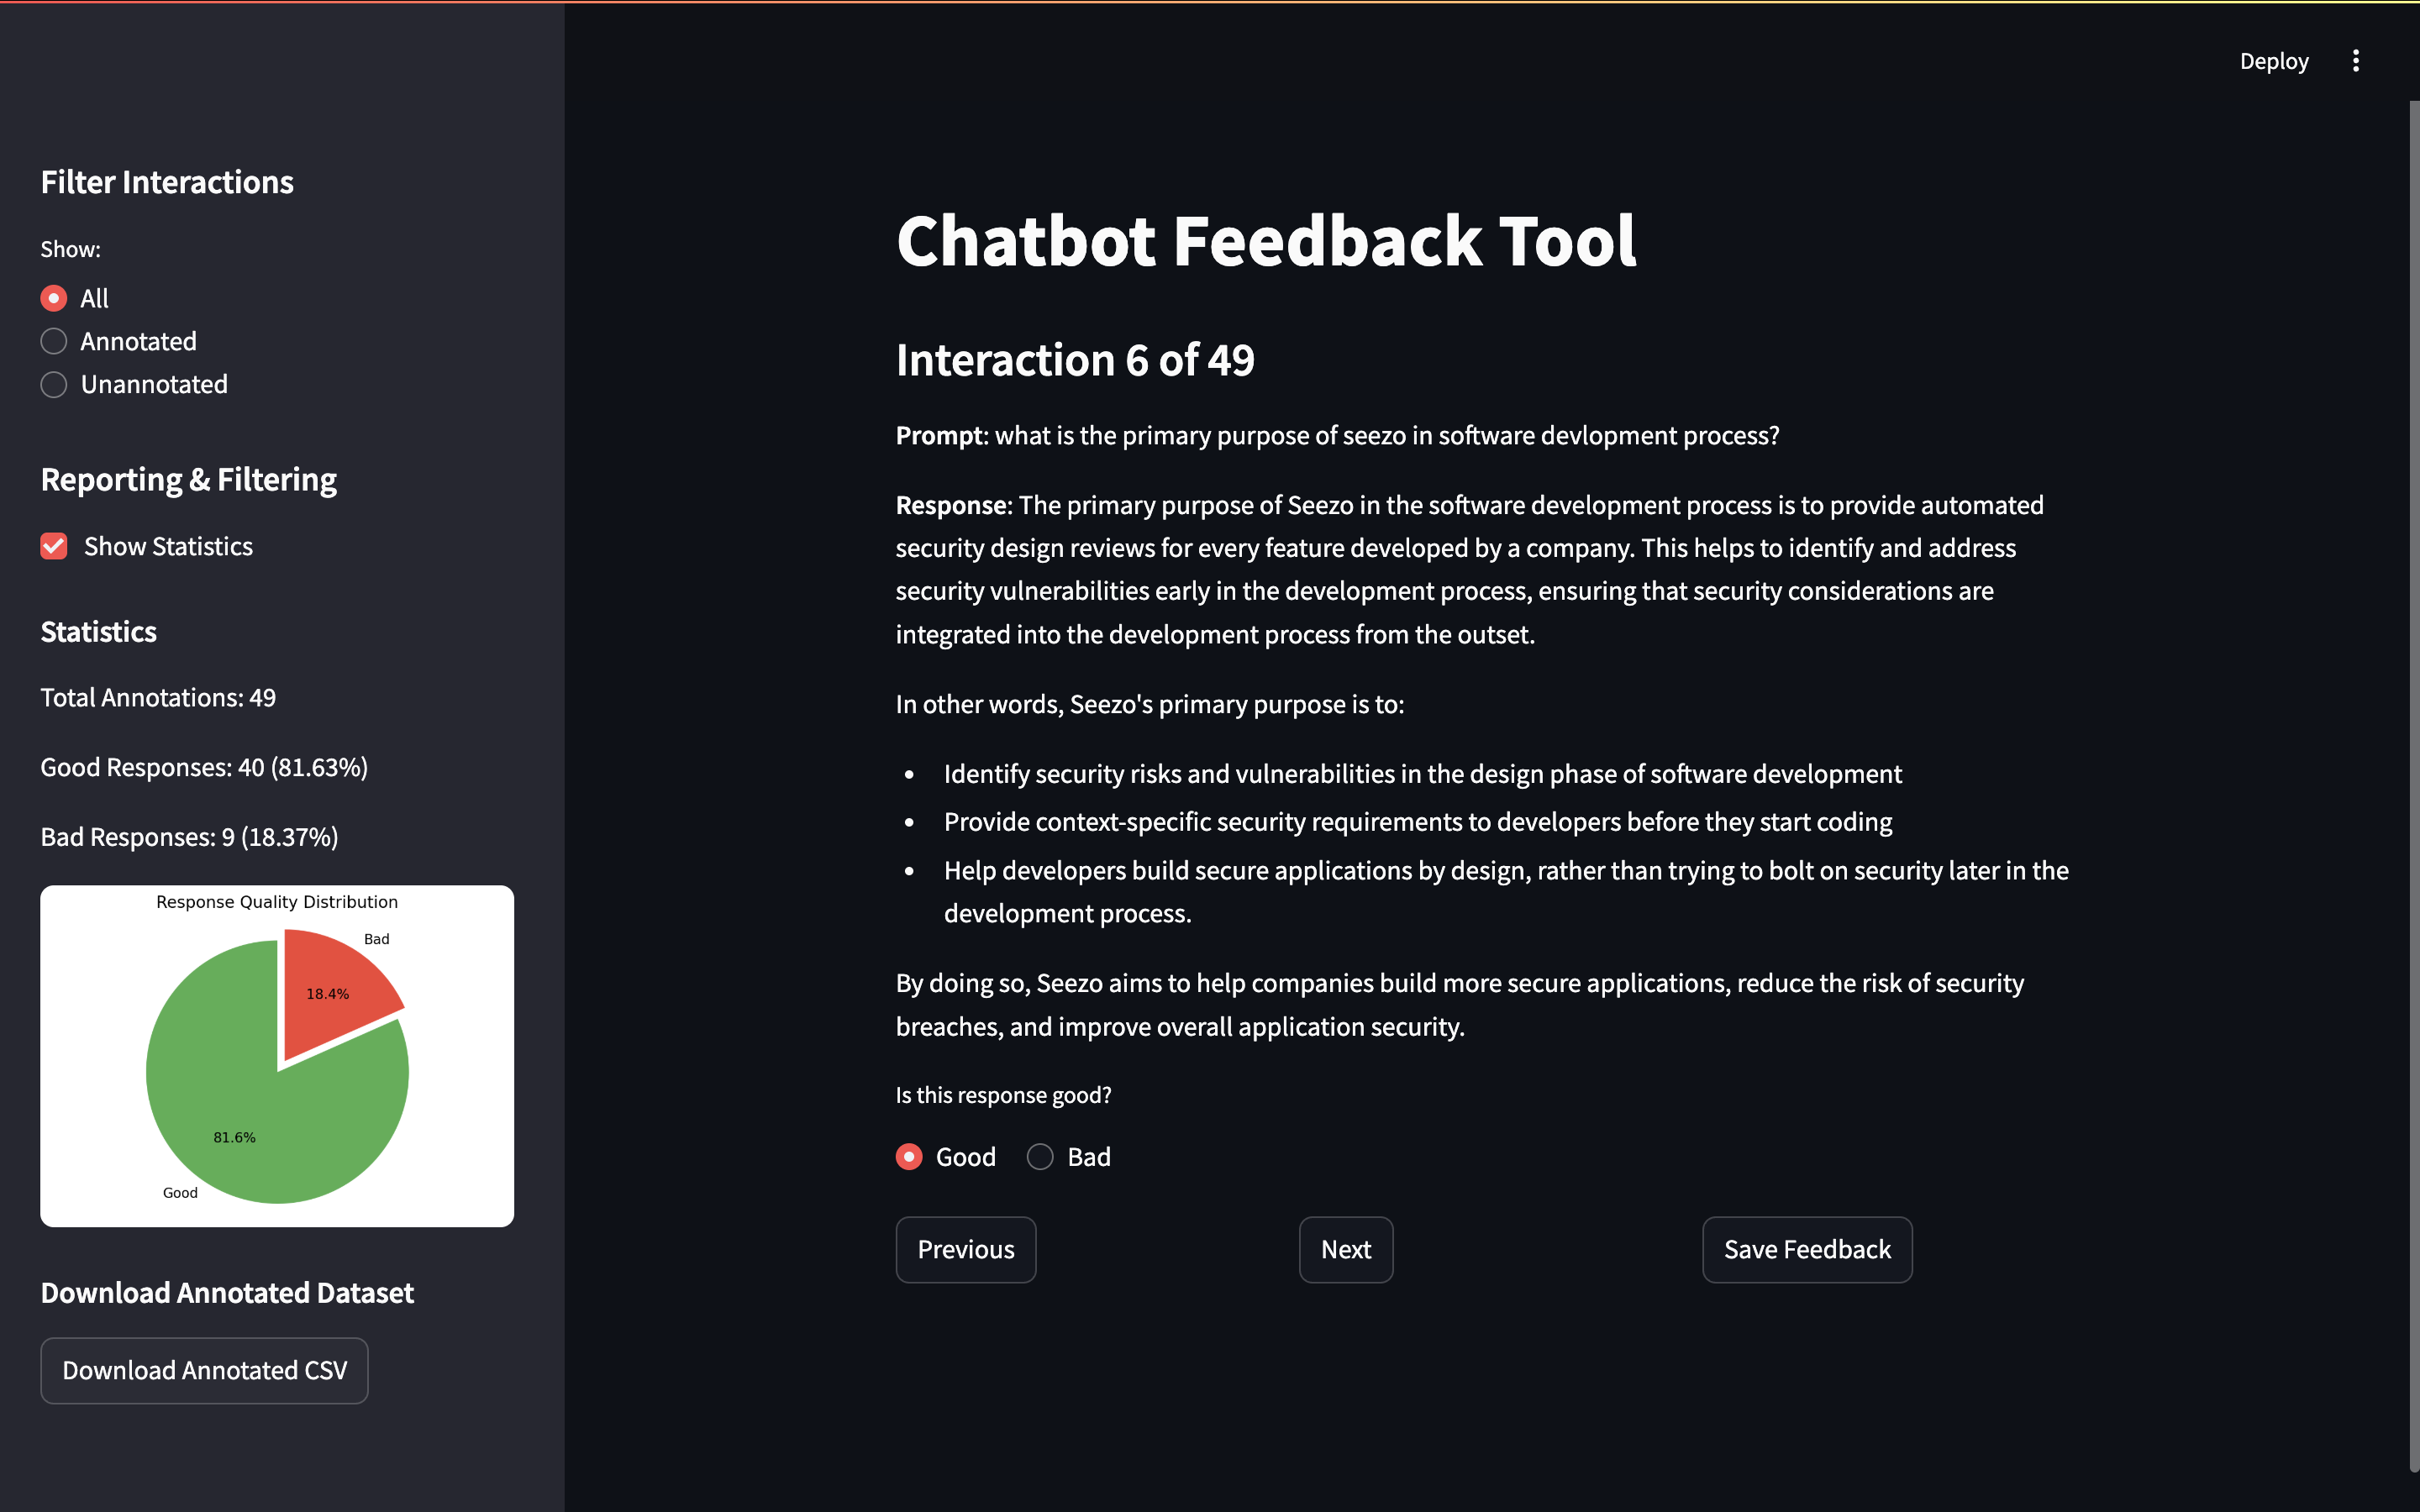 Deploy
Filter Interactions
Show:
All
Annotated
Unannotated
Reporting & Filtering
Show Statistics
Statistics
Total Annotations: 49
Good Responses: 40 (81.63%)
Bad Responses: 9 (18.37%)
Response Quality Distribution
Bad
18.4%
81.6%
Good
Download Annotated Dataset
Download Annotated CSV
Chatbot Feedback Tool
Interaction 6 of 49
Prompt: what is the primary purpose of seezo in software devlopment process?
Response: The primary purpose of Seezo in the software development process is to provide automated
security design reviews for every feature developed by a company. This helps to identify and address
security vulnerabilities early in the development process, ensuring that security considerations are
integrated into the development process from the outset.
In other words, Seezo's primary purpose is to:
• Identify security risks and vulnerabilities in the design phase of software development
• Provide context-specific security requirements to developers before they start coding
• Help developers build secure applications by design, rather than trying to bolt on security later in the
development process.
By doing so, Seezo aims to help companies build more secure applications, reduce the risk of security
breaches, and improve overall application security.
Is this response good?
Good Bad
Previous Next Save Feedback